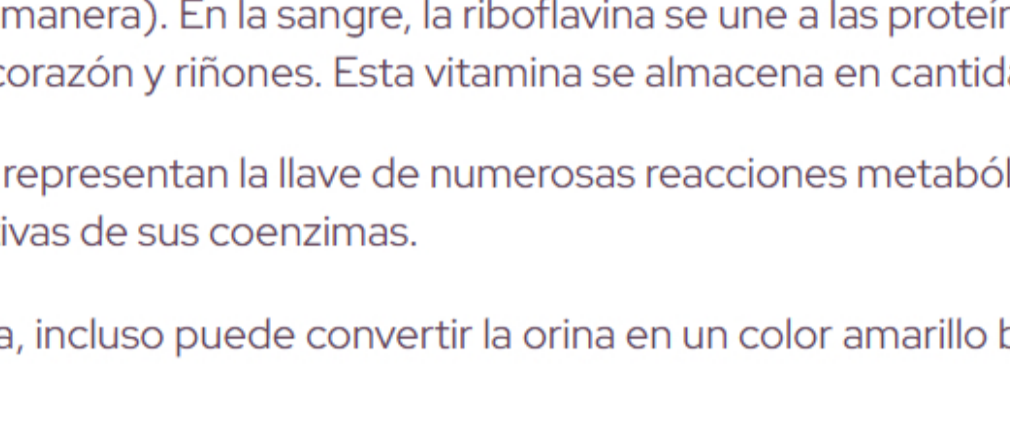 manera). En la sangre, la riboflavina se une a las proteín
corazón y riñones. Esta vitamina se almacena en cantida
representan la llave de numerosas reacciones metaból
ivas de sus coenzimas.
a, incluso puede convertir la orina en un color amarillo b